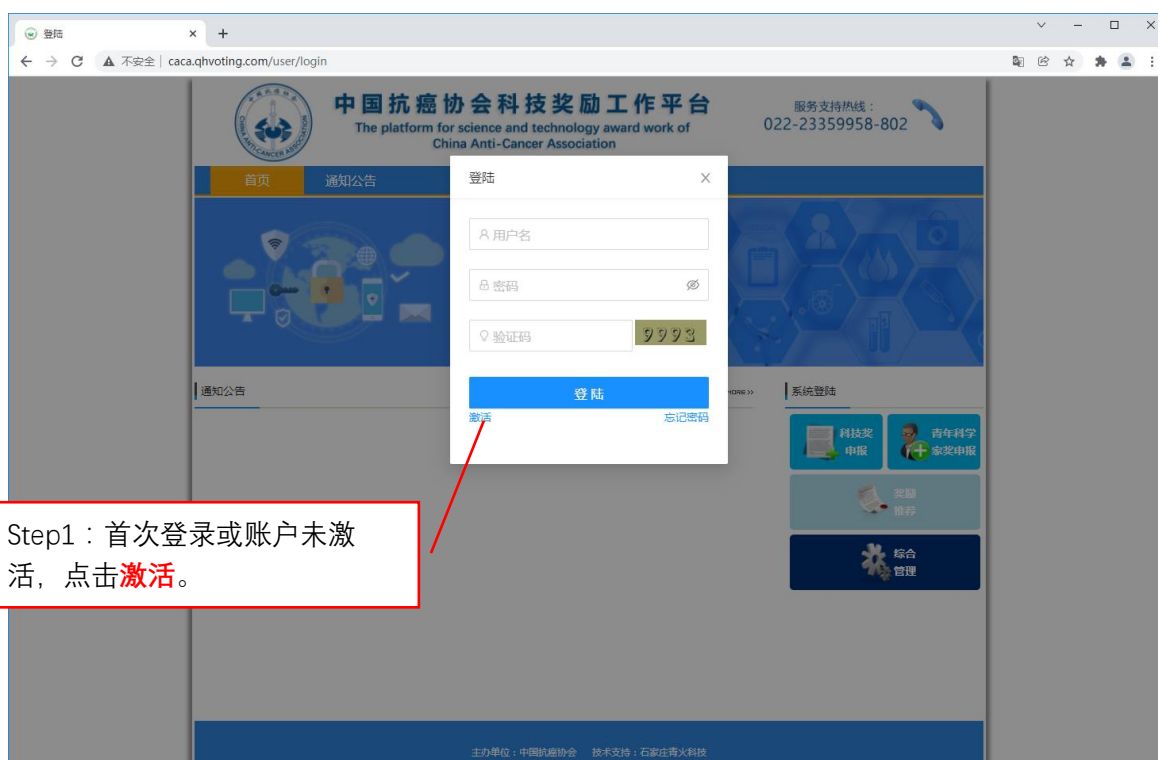 登陆
不安全
caca.qhvoting.com/user/login
中国抗癌协会科技奖励工作平台
The platform for science and technology award work of
China Anti-Cancer Association
服务支持热线：
022-23359958-802
首页
通知公告
登陆
用户名
密码
验证码
9993
登 陆
激活
忘记密码
通知公告
MORE >>
系统登陆
科技奖
申报
青年科学
家奖申报
奖励
推荐
综合
管理
Step1：首次登录或账户未激
活，点击激活。
主办单位：中国抗癌协会 技术支持：石家庄青火科技